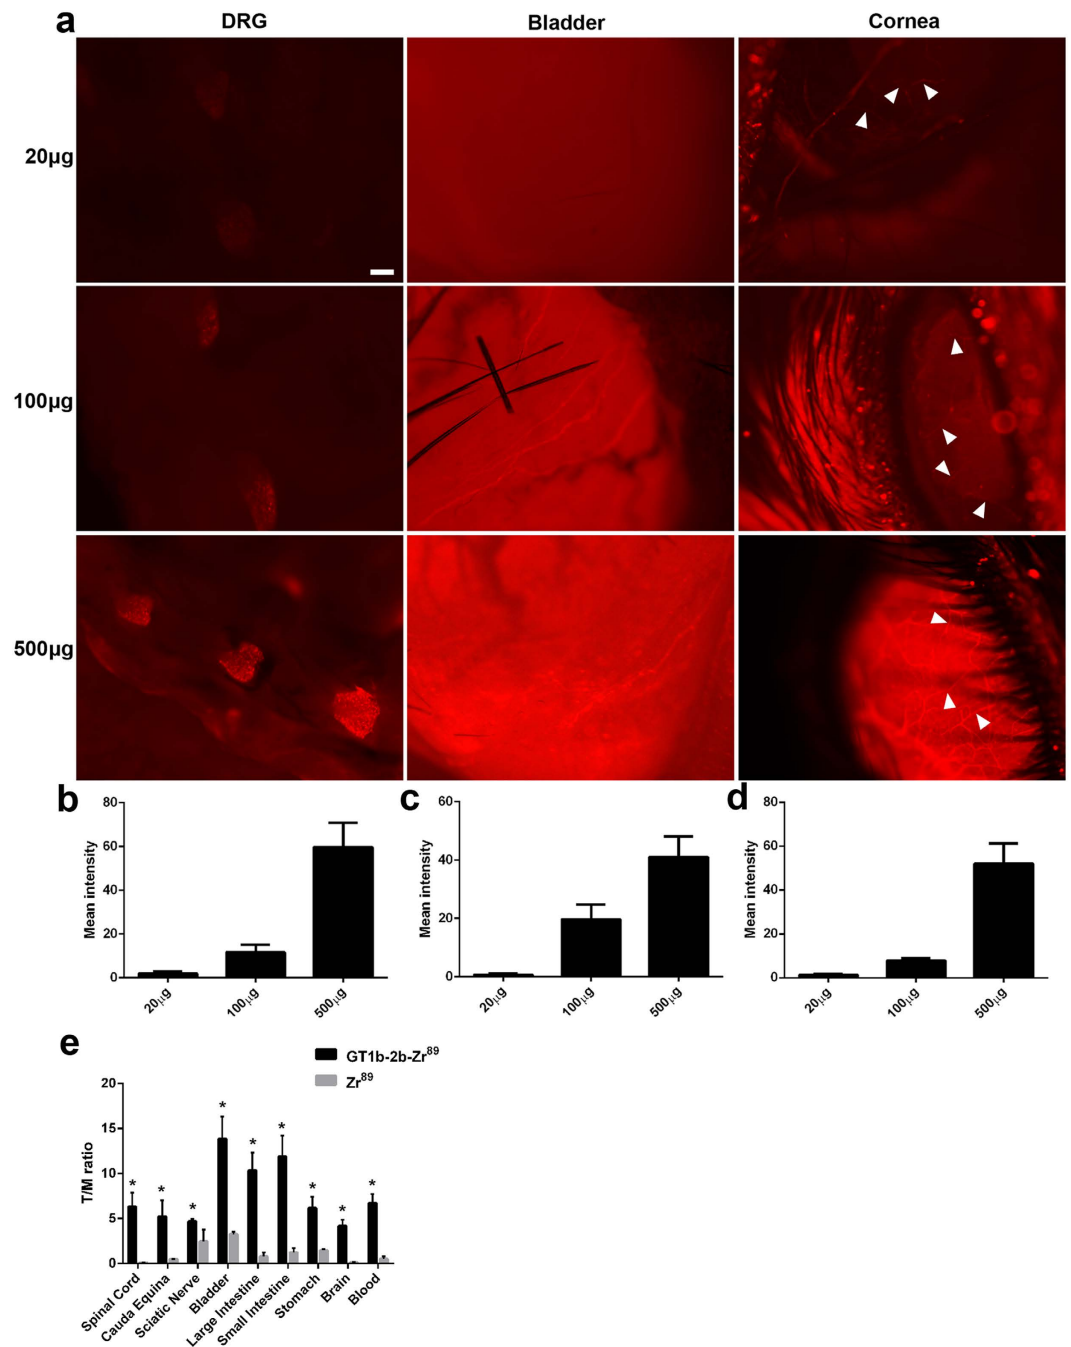 a
DRG Bladder Cornea
20µg
100µg
500µg
b
80
60
40
20
0
Mean intensity
20µg 100µg 500µg
c
60
40
20
0
Mean intensity
20µg 100µg 500µg
d
80
60
40
20
0
Mean intensity
20µg 100µg 500µg
e
GT1b-2b-Zr⁸⁹
Zr⁸⁹
20
15
10
5
0
T/M ratio
* * * * * * * * *
Spinal Cord
Cauda Equina
Sciatic Nerve
Bladder
Large Intestine
Small Intestine
Stomach
Brain
Blood